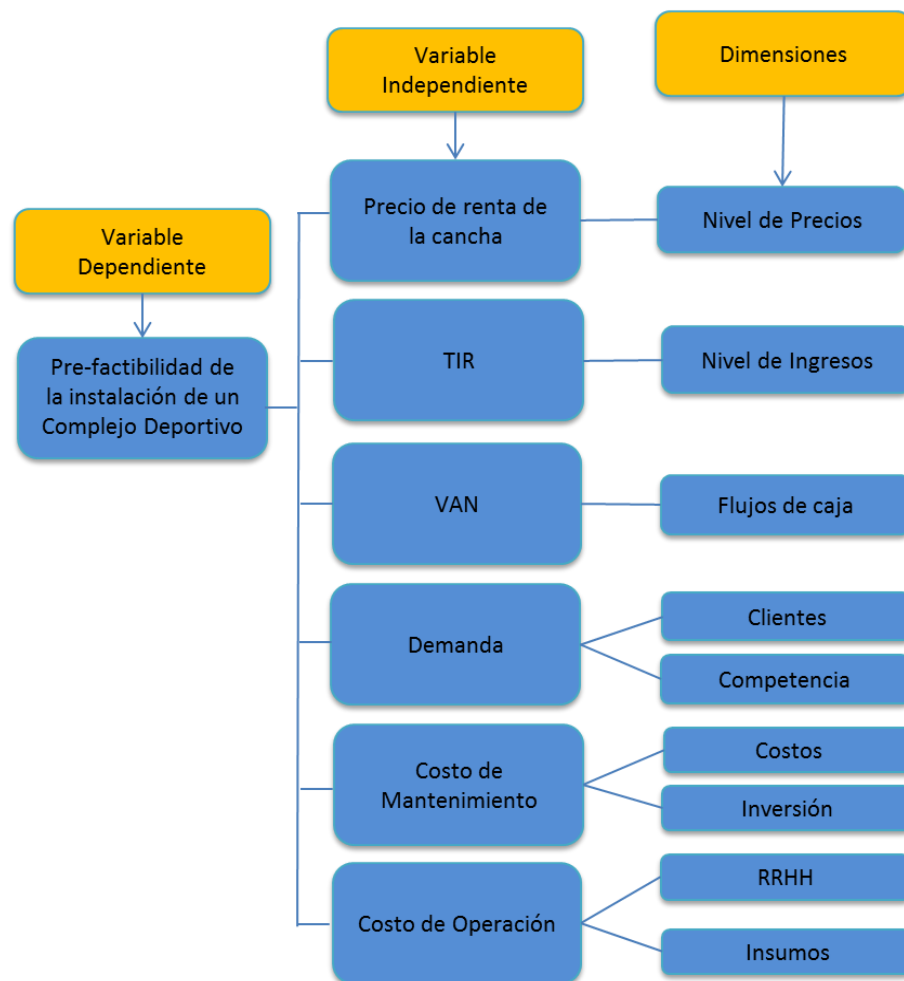 Variable
Independiente
Dimensiones
Variable
Dependiente
Precio de renta de
la cancha
Nivel de Precios
Pre-factibilidad de
la instalación de un
Complejo Deportivo
TIR
Nivel de Ingresos
VAN
Flujos de caja
Demanda
Clientes
Competencia
Costo de
Mantenimiento
Costos
Inversión
Costo de Operación
RRHH
Insumos